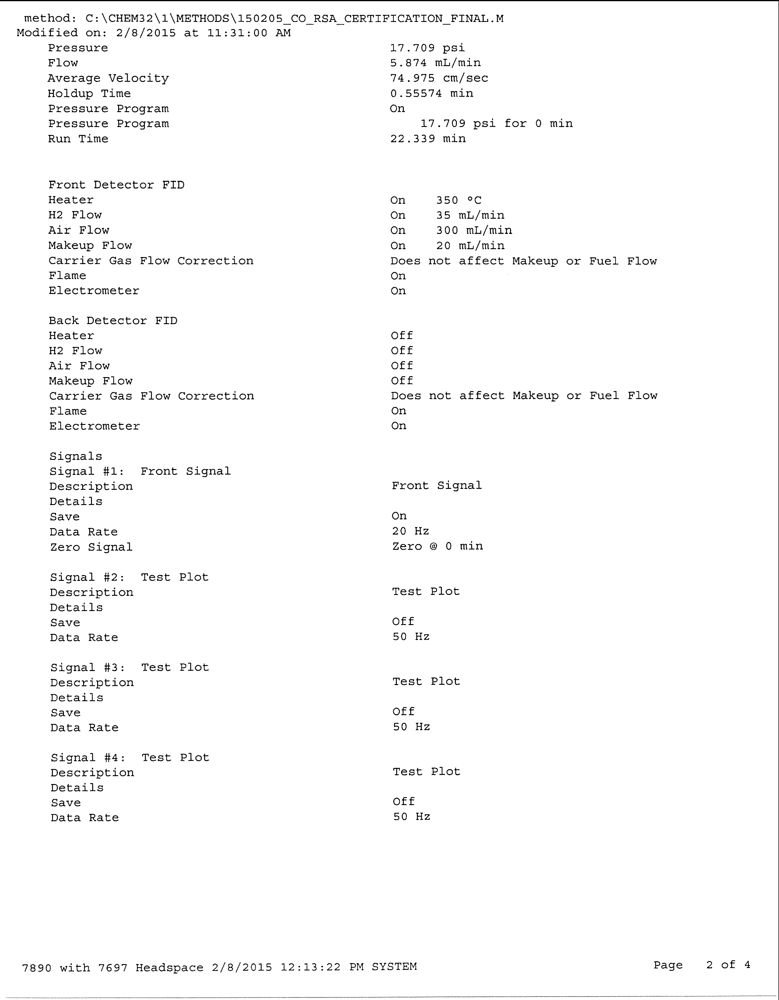 method: C:\CHEM32\1\METHODS\150205_CO_RSA_CERTIFICATION_FINAL.M
Modified on: 2/8/2015 at 11:31:00 AM
Pressure 17.709 psi
Flow 5.874 mL/min
Average Velocity 74.975 cm/sec
Holdup Time 0.55574 min
Pressure Program On
Pressure Program 17.709 psi for 0 min
Run Time 22.339 min
Front Detector FID
Heater On 350 °C
H2 Flow On 35 mL/min
Air Flow On 300 mL/min
Makeup Flow On 20 mL/min
Carrier Gas Flow Correction Does not affect Makeup or Fuel Flow
Flame On
Electrometer On
Back Detector FID
Heater Off
H2 Flow Off
Air Flow Off
Makeup Flow Off
Carrier Gas Flow Correction Does not affect Makeup or Fuel Flow
Flame On
Electrometer On
Signals
Signal #1: Front Signal
Description Front Signal
Details
Save On
Data Rate 20 Hz
Zero Signal Zero @ 0 min
Signal #2: Test Plot
Description Test Plot
Details
Save Off
Data Rate 50 Hz
Signal #3: Test Plot
Description Test Plot
Details
Save Off
Data Rate 50 Hz
Signal #4: Test Plot
Description Test Plot
Details
Save Off
Data Rate 50 Hz
7890 with 7697 Headspace 2/8/2015 12:13:22 PM SYSTEM Page 2 of 4